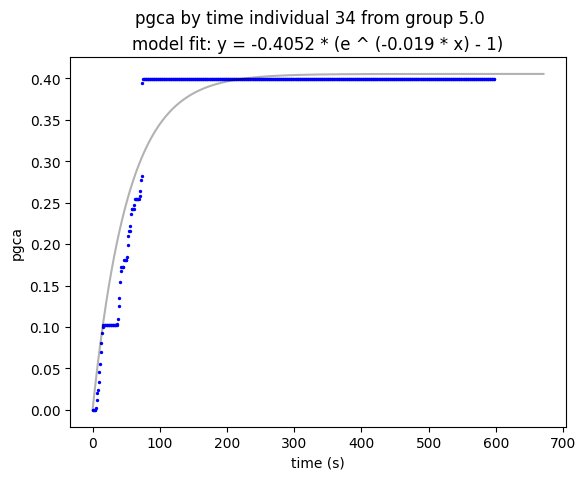 pgca by time individual 34 from group 5.0
model fit: y = -0.4052 * (e ^ (-0.019 * x) - 1)
0.40
0.35
0.30
0.25
0.20
0.15
0.10
0.05
0.00
pgca
0 100 200 300 400 500 600 700
time (s)